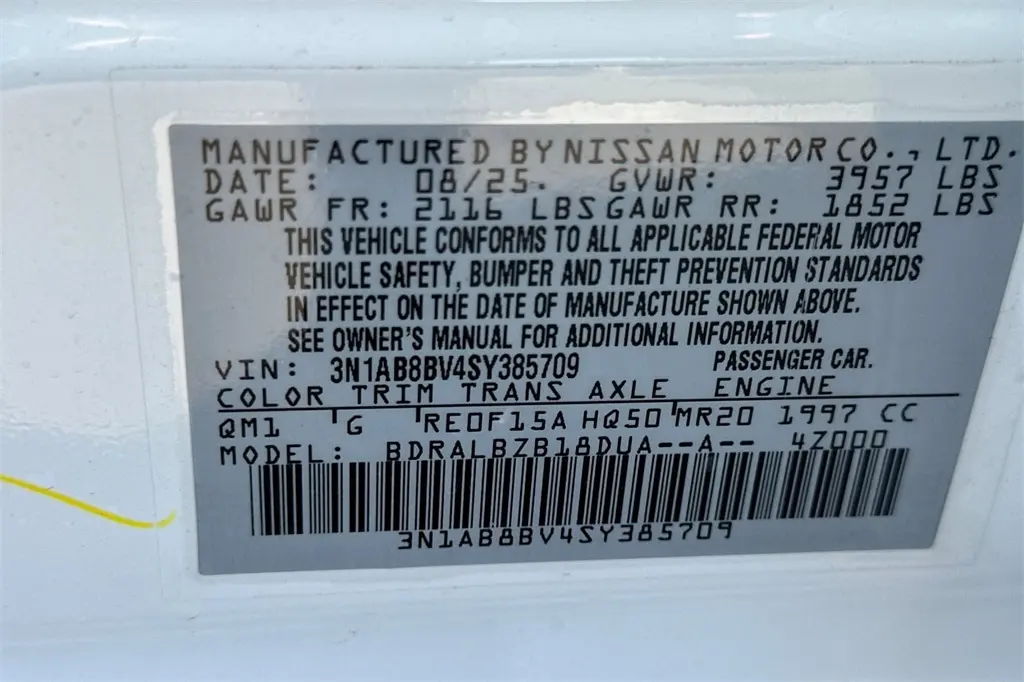 MANUFACTURED BY NISSAN MOTOR CO., LTD.
DATE: 08/25. GVWR: 3957 LBS
GAWR FR: 2116 LBS GAWR RR: 1852 LBS
THIS VEHICLE CONFORMS TO ALL APPLICABLE FEDERAL MOTOR
VEHICLE SAFETY, BUMPER AND THEFT PREVENTION STANDARDS
IN EFFECT ON THE DATE OF MANUFACTURE SHOWN ABOVE.
SEE OWNER'S MANUAL FOR ADDITIONAL INFORMATION.
VIN: 3N1AB8BV4SY385709 PASSENGER CAR.
COLOR TRIM TRANS AXLE ENGINE
QM1 G RE0F15A HQ50 MR20 1997 CC
MODEL: BDRALBZB18DUA--A-- 4Z000
3N1AB8BV4SY385709